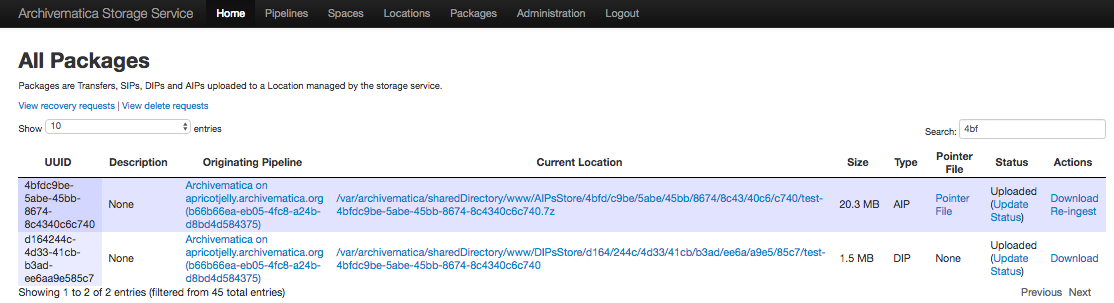 Archivematica Storage Service Home Pipelines Spaces Locations Packages Administration Logout
All Packages
Packages are Transfers, SIPs, DIPs and AIPs uploaded to a Location managed by the storage service.
View recovery requests | View delete requests
Show 10 entries
Search: 4bf
UUID Description Originating Pipeline Current Location Size Type Pointer File Status Actions
4bfdc9be-
5abe-45bb-
8674-
8c4340c6c740
None
Archivematica on
apricotjelly.archivematica.org
(b66b66ea-eb05-4fc8-a24b-
d8bd4d584375)
/var/archivematica/sharedDirectory/www/AIPsStore/4bfd/c9be/5abe/45bb/8674/8c43/40c6/c740/test-
4bfdc9be-5abe-45bb-8674-8c4340c6c740.7z
20.3 MB
AIP
Pointer
File
Uploaded
(Update
Status)
Download
Re-ingest
d164244c-
4d33-41cb-
b3ad-
ee6aa9e585c7
None
Archivematica on
apricotjelly.archivematica.org
(b66b66ea-eb05-4fc8-a24b-
d8bd4d584375)
/var/archivematica/sharedDirectory/www/DIPsStore/d164/244c/4d33/41cb/b3ad/ee6a/a9e5/85c7/test-
4bfdc9be-5abe-45bb-8674-8c4340c6c740
1.5 MB
DIP
None
Uploaded
(Update
Status)
Download
Showing 1 to 2 of 2 entries (filtered from 45 total entries)
Previous Next